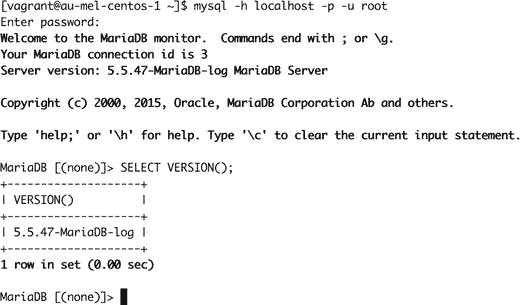 [vagrant@au-mel-centos-1 ~]$ mysql -h localhost -p -u root
Enter password:
Welcome to the MariaDB monitor.  Commands end with ; or \g.
Your MariaDB connection id is 3
Server version: 5.5.47-MariaDB-log MariaDB Server

Copyright (c) 2000, 2015, Oracle, MariaDB Corporation Ab and others.

Type 'help;' or '\h' for help. Type '\c' to clear the current input statement.

MariaDB [(none)]> SELECT VERSION();
+--------------------+
| VERSION()          |
+--------------------+
| 5.5.47-MariaDB-log |
+--------------------+
1 row in set (0.00 sec)

MariaDB [(none)]>